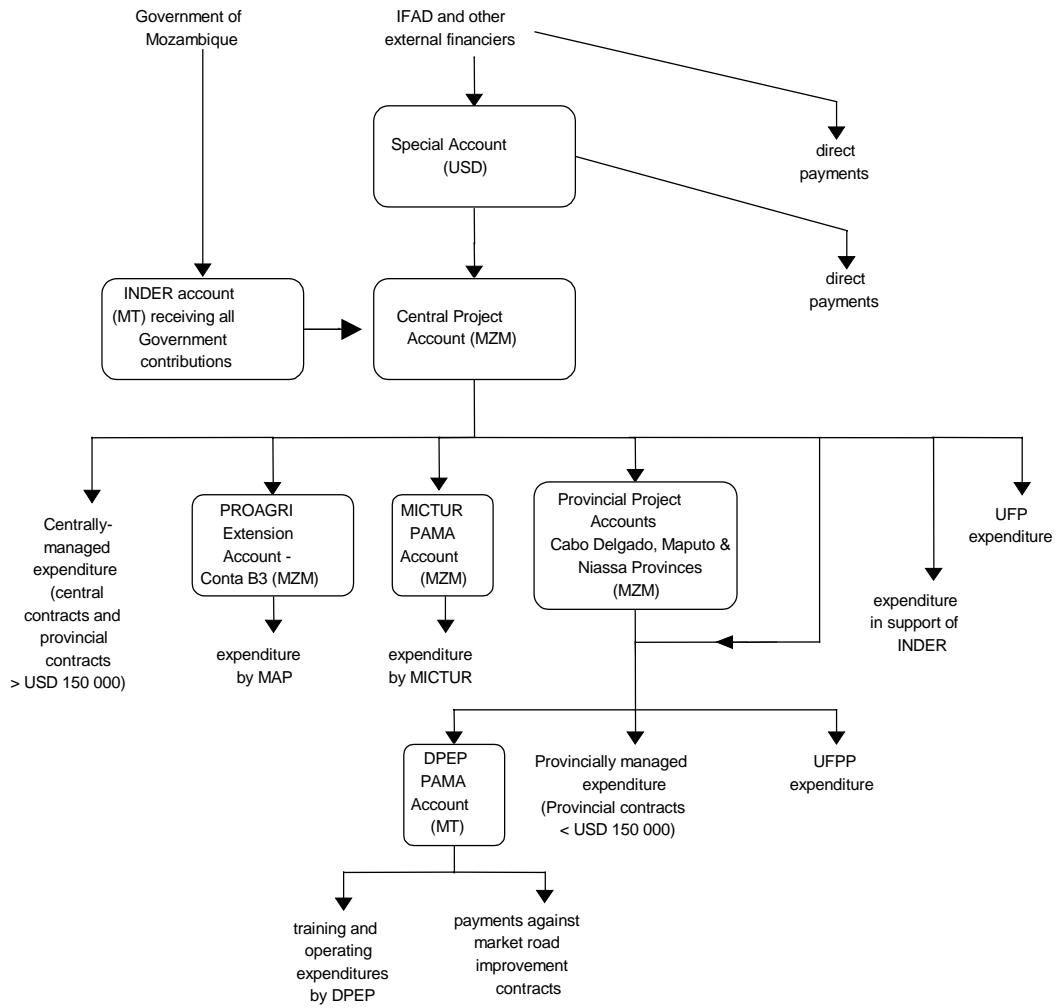 Government of
Mozambique
IFAD and other
external financiers
Special Account
(USD)
direct
payments
direct
payments
INDER account
(MT) receiving all
Government
contributions
Central Project
Account (MZM)
Centrally-
managed
expenditure
(central
contracts and
provincial
contracts
> USD 150 000)
PROAGRI
Extension
Account -
Conta B3 (MZM)
MICTUR
PAMA
Account
(MZM)
Provincial Project
Accounts
Cabo Delgado, Maputo &
Niassa Provinces
(MZM)
UFP
expenditure
expenditure
in support of
INDER
expenditure
by MAP
expenditure
by MICTUR
DPEP
PAMA
Account
(MT)
Provincially managed
expenditure
(Provincial contracts
< USD 150 000)
UFPP
expenditure
training and
operating
expenditures
by DPEP
payments against
market road
improvement
contracts